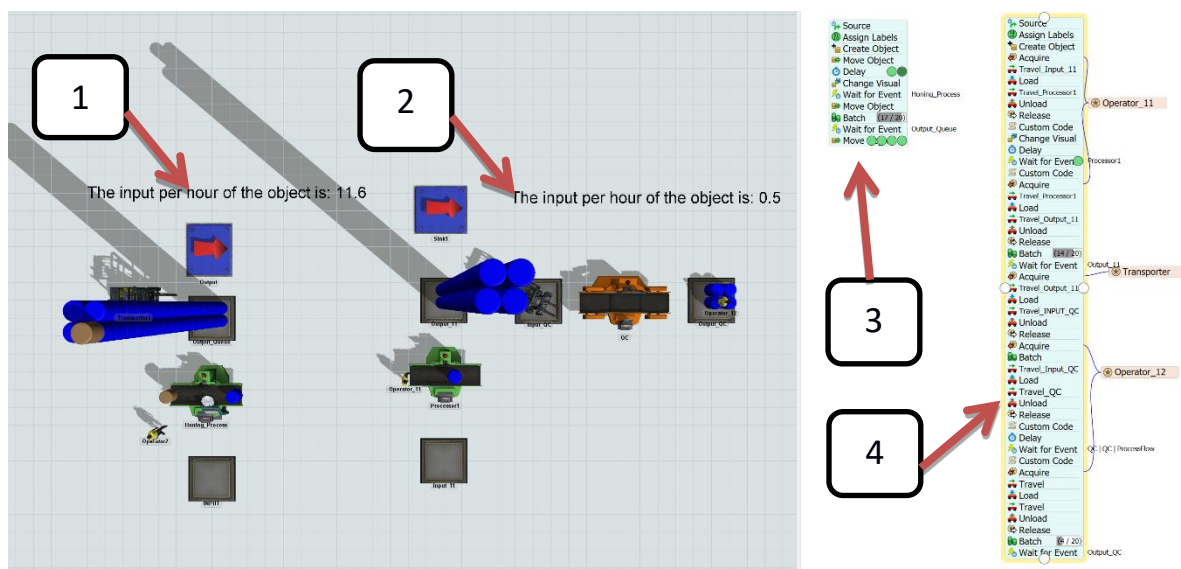 1
2
The input per hour of the object is: 11.6
The input per hour of the object is: 0.5
Output
Sink1
Transporter1
Output_Queue
Output_11
Input_QC
QC
Operator_12
Output_QC
Honing_Process
Operator2
Operator_11
Processor1
INPUT
Input_11
Source
Assign Labels
Create Object
Move Object
Delay
Change Visual
Wait for Event Honing_Process
Move Object
Batch (17 / 20)
Wait for Event Output_Queue
Move
3
4
Source
Assign Labels
Create Object
Acquire
Travel_Input_11
Load
Travel_Processor1
Unload
Release
Custom Code
Change Visual
Delay
Wait for Event Processor1
Custom Code
Acquire
Travel_Processor1
Load
Travel_Output_11
Unload
Release
Batch (14 / 20)
Wait for Event Output_11
Acquire
Travel_Output_11
Load
Travel_INPUT_QC
Unload
Release
Acquire
Batch
Travel_Input_QC
Load
Travel_QC
Unload
Release
Custom Code
Delay
Wait for Event QC | QC | ProcessFlow
Custom Code
Acquire
Travel
Load
Travel
Unload
Release
Batch (4 / 20)
Wait for Event Output_QC
Operator_11
Transporter
Operator_12